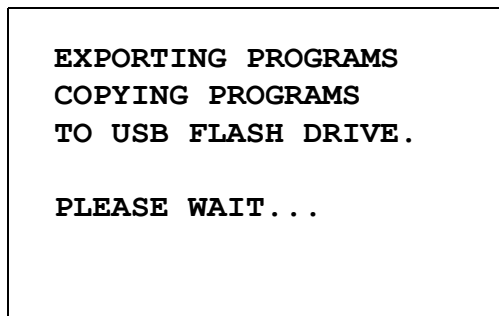 EXPORTING PROGRAMS
COPYING PROGRAMS
TO USB FLASH DRIVE.
PLEASE WAIT...